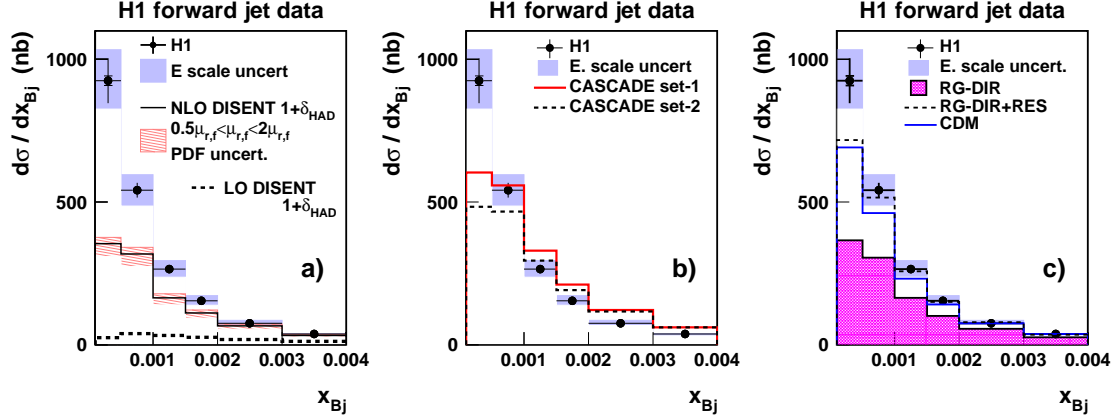 H1 forward jet data
dσ / dx_Bj (nb)
1000
500
0
H1
E scale uncert
NLO DISENT 1+δ_HAD
0.5μ_r,f<μ_r,f<2μ_r,f
PDF uncert.
LO DISENT
1+δ_HAD
a)
0.001 0.002 0.003 0.004
x_Bj
H1 forward jet data
dσ / dx_Bj (nb)
1000
500
0
H1
E. scale uncert
CASCADE set-1
CASCADE set-2
b)
0.001 0.002 0.003 0.004
x_Bj
H1 forward jet data
dσ / dx_Bj (nb)
1000
500
0
H1
E. scale uncert.
RG-DIR
RG-DIR+RES
CDM
c)
0.001 0.002 0.003 0.004
x_Bj